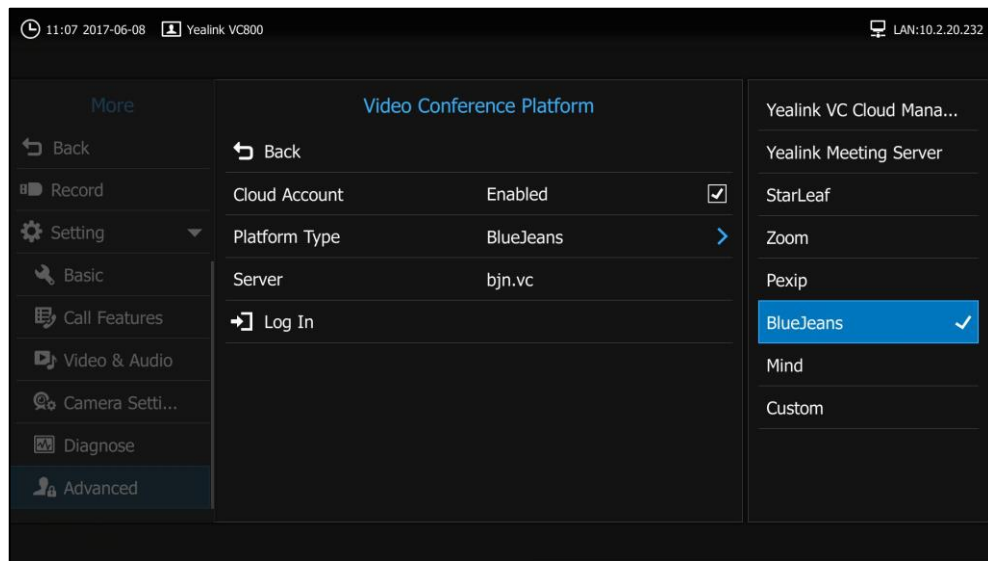 11:07 2017-06-08 Yealink VC800 LAN:10.2.20.232
More
Back
Record
Setting
Basic
Call Features
Video & Audio
Camera Setti...
Diagnose
Advanced
Video Conference Platform
Back
Cloud Account Enabled
Platform Type BlueJeans
Server bjn.vc
Log In
Yealink VC Cloud Mana...
Yealink Meeting Server
StarLeaf
Zoom
Pexip
BlueJeans
Mind
Custom